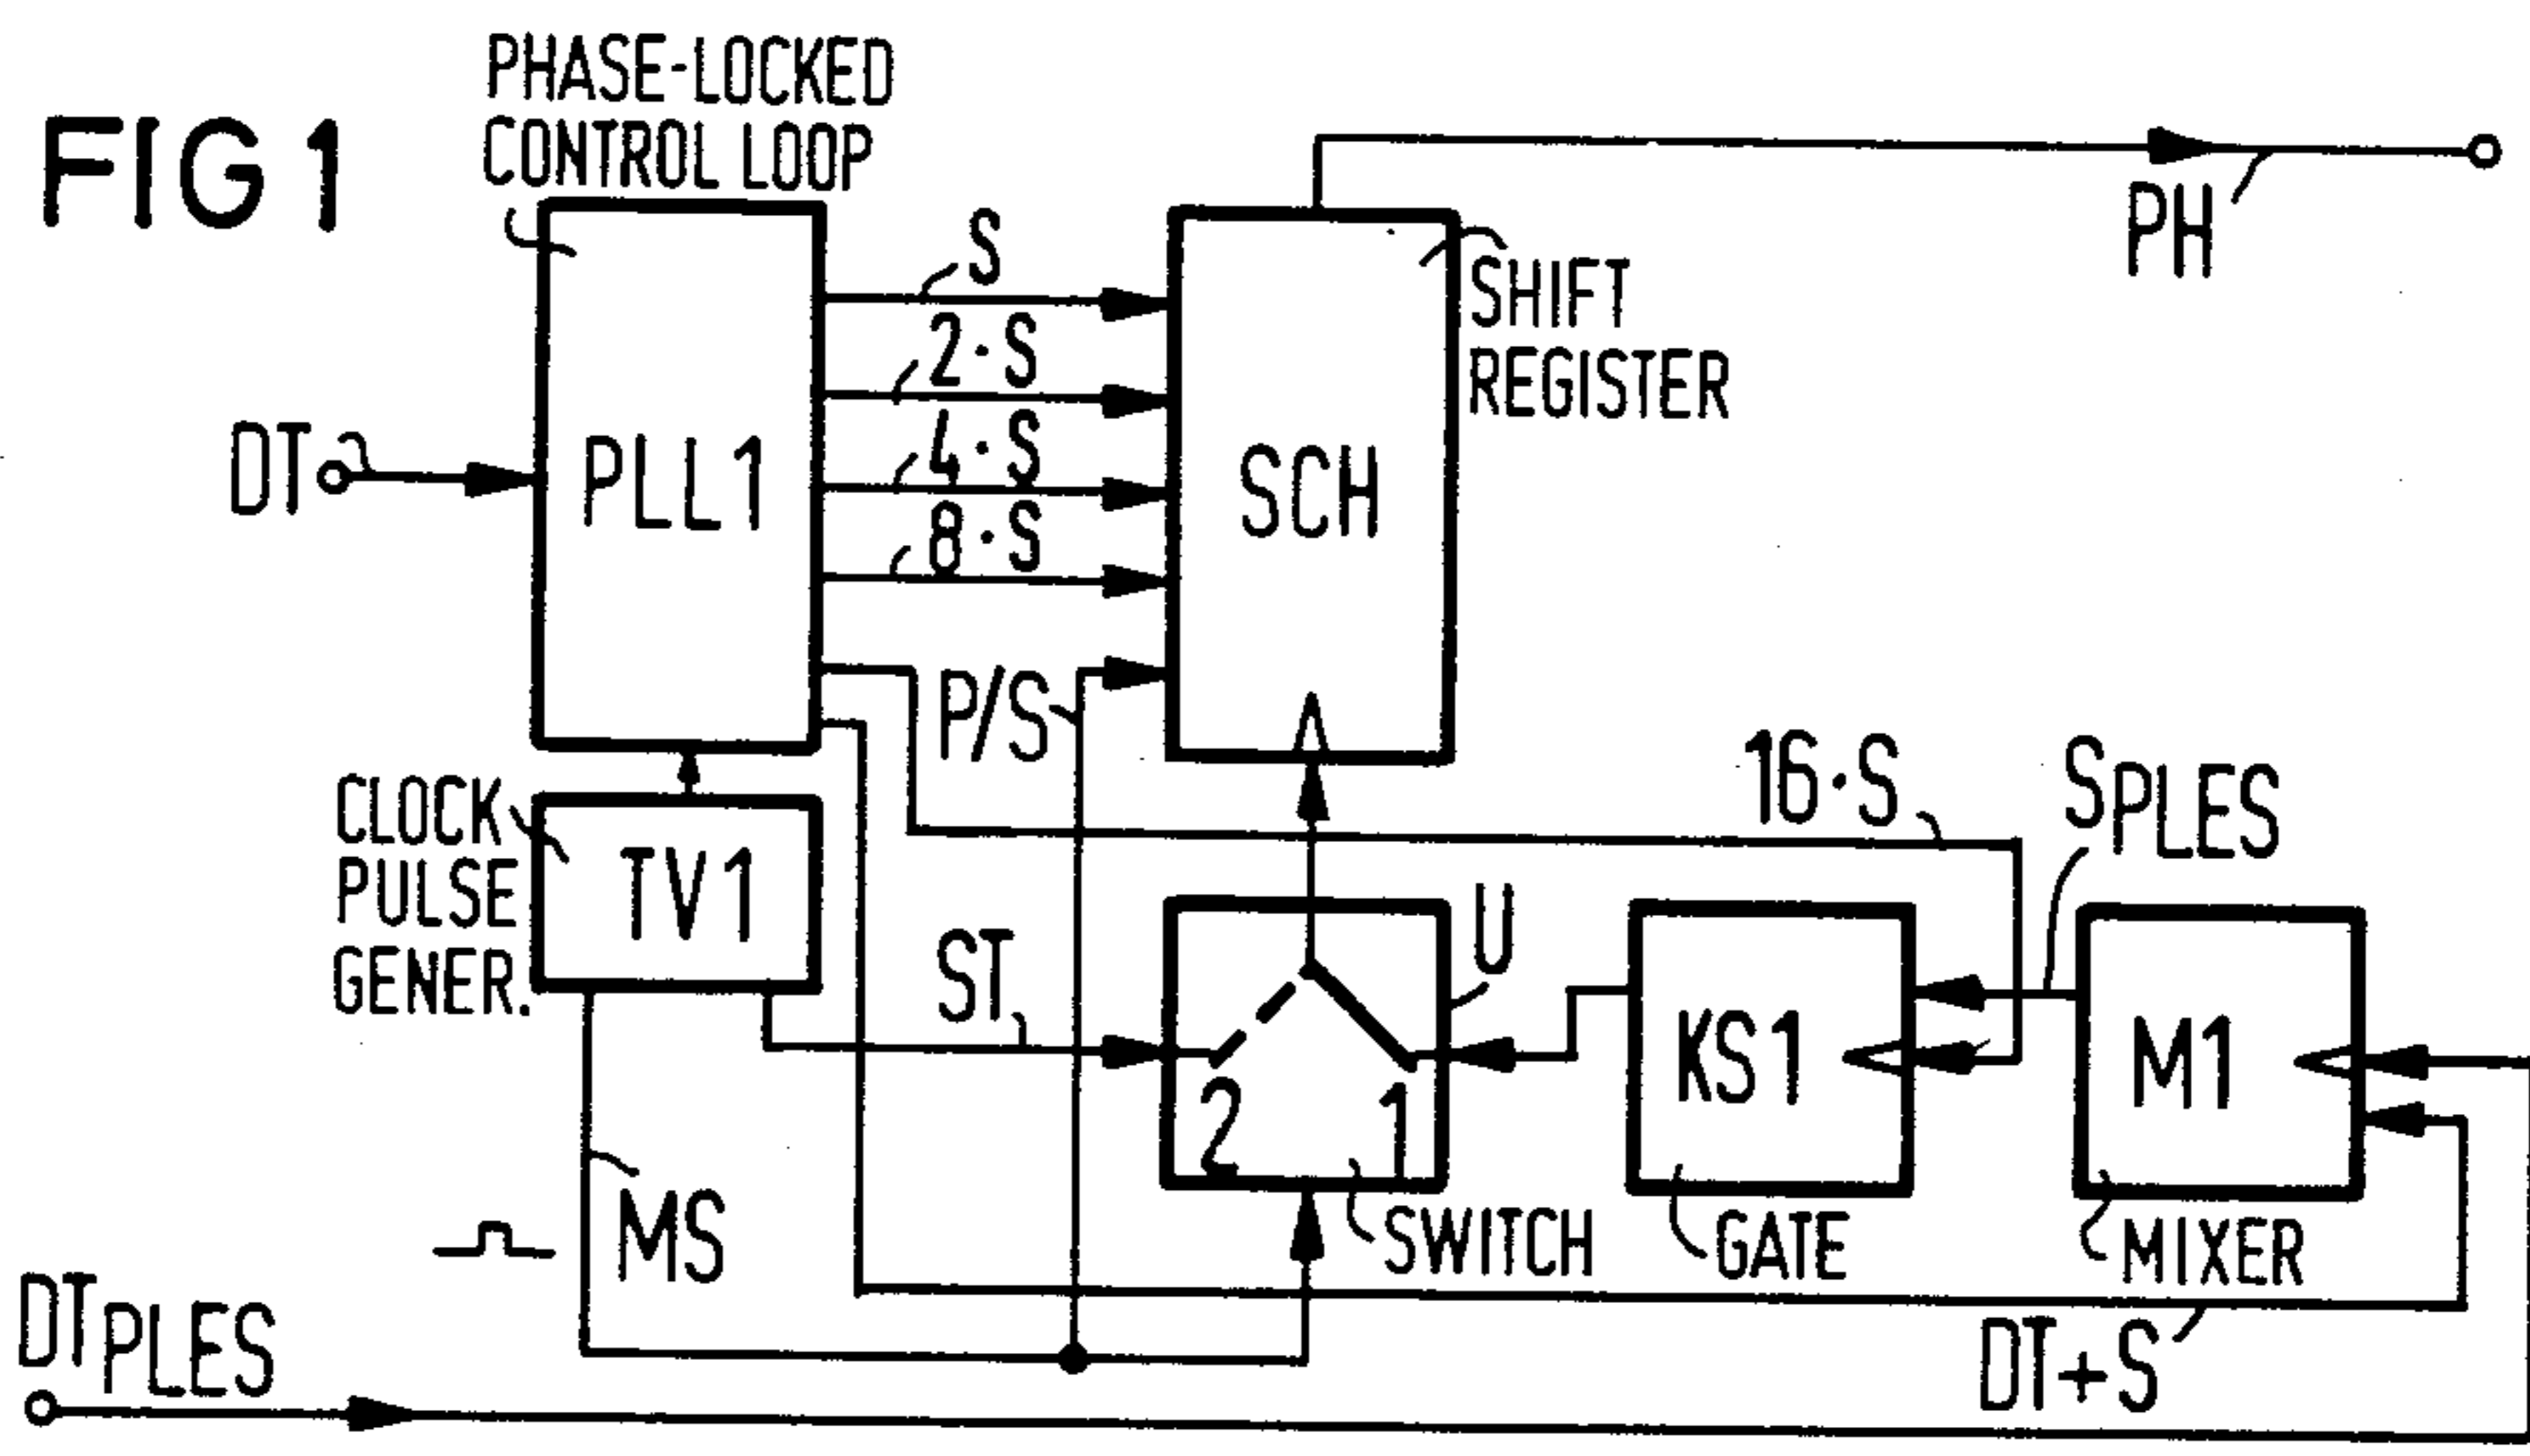 FIG 1
PHASE-LOCKED
CONTROL LOOP
PH
S
SHIFT
REGISTER
2·S
4·S
8·S
DT
PLL1
SCH
P/S
16·S
SPLES
CLOCK
PULSE
GENER.
TV1
U
ST
KS1
M1
2
1
MS
SWITCH
GATE
MIXER
DTPLES
DT+S